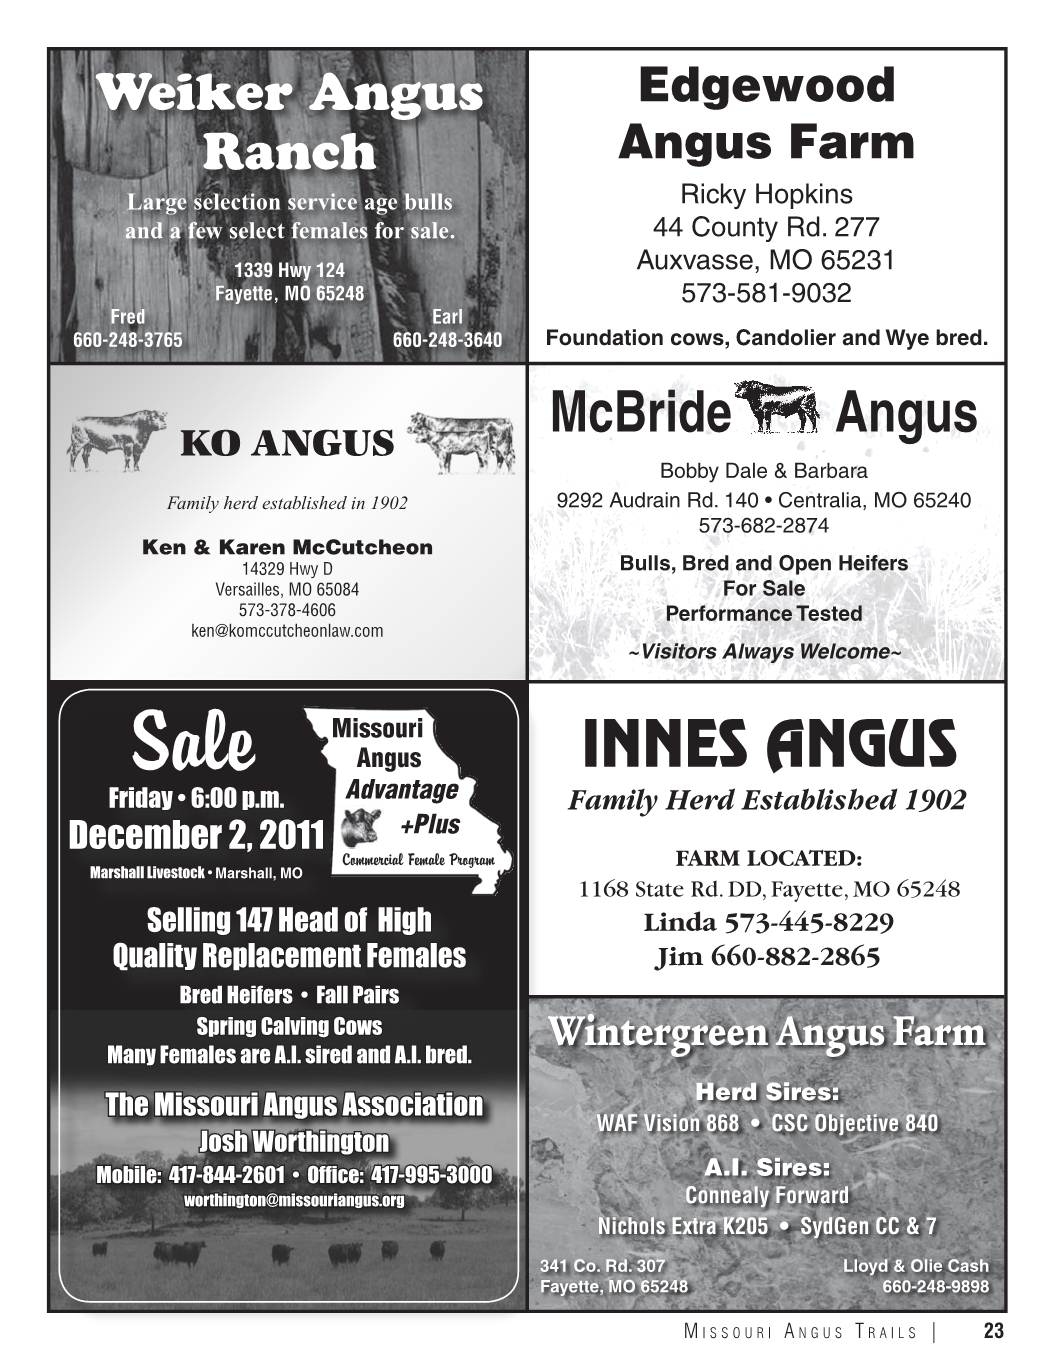 Weiker Angus
Ranch
Large selection service age bulls
and a few select females for sale.
1339 Hwy 124
Fayette, MO 65248
Fred
660-248-3765
Earl
660-248-3640
Edgewood
Angus Farm
Ricky Hopkins
44 County Rd. 277
Auxvasse, MO 65231
573-581-9032
Foundation cows, Candolier and Wye bred.
KO ANGUS
Family herd established in 1902
Ken & Karen McCutcheon
14329 Hwy D
Versailles, MO 65084
573-378-4606
ken@komccutcheonlaw.com
McBride Angus
Bobby Dale & Barbara
9292 Audrain Rd. 140 • Centralia, MO 65240
573-682-2874
Bulls, Bred and Open Heifers
For Sale
Performance Tested
~Visitors Always Welcome~
Sale
Friday • 6:00 p.m.
December 2, 2011
Marshall Livestock • Marshall, MO
Missouri
Angus
Advantage
+Plus
Commercial Female Program
Selling 147 Head of High
Quality Replacement Females
Bred Heifers • Fall Pairs
Spring Calving Cows
Many Females are A.I. sired and A.I. bred.
The Missouri Angus Association
Josh Worthington
Mobile: 417-844-2601 • Office: 417-995-3000
worthington@missouriangus.org
INNES ANGUS
Family Herd Established 1902
FARM LOCATED:
1168 State Rd. DD, Fayette, MO 65248
Linda 573-445-8229
Jim 660-882-2865
Wintergreen Angus Farm
Herd Sires:
WAF Vision 868 • CSC Objective 840
A.I. Sires:
Connealy Forward
Nichols Extra K205 • SydGen CC & 7
341 Co. Rd. 307
Fayette, MO 65248
Lloyd & Olie Cash
660-248-9898
Missouri Angus Trails | 23